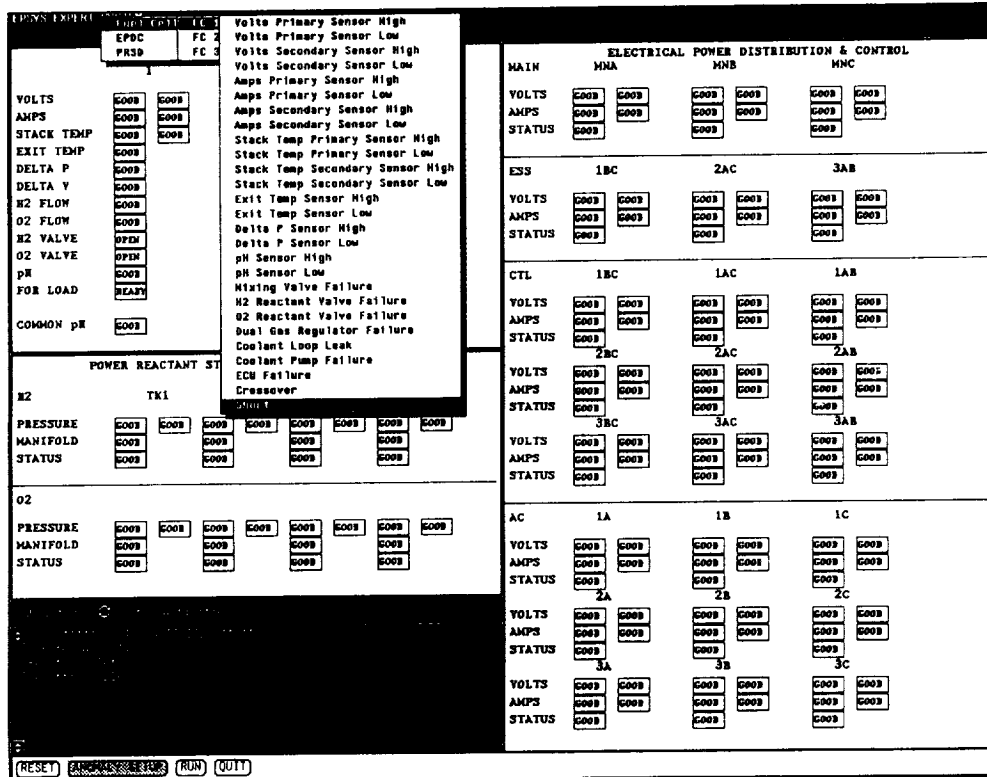 EPSYS EXPERT
FC 1
EPDC FC 2
PRSD FC 3
Volts Primary Sensor High
Volts Primary Sensor Low
Volts Secondary Sensor High
Volts Secondary Sensor Low
Amps Primary Sensor High
Amps Primary Sensor Low
Amps Secondary Sensor High
Amps Secondary Sensor Low
Stack Temp Primary Sensor High
Stack Temp Primary Sensor Low
Stack Temp Secondary Sensor High
Stack Temp Secondary Sensor Low
Exit Temp Sensor High
Exit Temp Sensor Low
Delta P Sensor High
Delta P Sensor Low
pH Sensor High
pH Sensor Low
Mixing Valve Failure
H2 Reactant Valve Failure
O2 Reactant Valve Failure
Dual Gas Regulator Failure
Coolant Loop Leak
Coolant Pump Failure
ECU Failure
Crossover
Short
1
VOLTS GOOD GOOD
AMPS GOOD GOOD
STACK TEMP GOOD GOOD
EXIT TEMP GOOD
DELTA P GOOD
DELTA V GOOD
H2 FLOW GOOD
O2 FLOW GOOD
H2 VALVE OPEN
O2 VALVE OPEN
pH GOOD
FOR LOAD READY
COMMON pH GOOD
POWER REACTANT ST
H2 TK1
PRESSURE GOOD GOOD GOOD GOOD GOOD GOOD GOOD GOOD
MANIFOLD GOOD GOOD GOOD GOOD
STATUS GOOD GOOD GOOD GOOD
O2
PRESSURE GOOD GOOD GOOD GOOD GOOD GOOD GOOD GOOD
MANIFOLD GOOD GOOD GOOD GOOD
STATUS GOOD GOOD GOOD GOOD
ELECTRICAL POWER DISTRIBUTION & CONTROL
MAIN MNA MNB MNC
VOLTS GOOD GOOD GOOD GOOD GOOD GOOD
AMPS GOOD GOOD GOOD GOOD GOOD GOOD
STATUS GOOD GOOD GOOD
ESS 1BC 2AC 3AB
VOLTS GOOD GOOD GOOD GOOD GOOD GOOD
AMPS GOOD GOOD GOOD GOOD GOOD GOOD
STATUS GOOD GOOD GOOD
CTL 1BC 1AC 1AB
VOLTS GOOD GOOD GOOD GOOD GOOD GOOD
AMPS GOOD GOOD GOOD GOOD GOOD GOOD
STATUS GOOD GOOD GOOD
2BC 2AC 2AB
VOLTS GOOD GOOD GOOD GOOD GOOD GOOD
AMPS GOOD GOOD GOOD GOOD GOOD GOOD
STATUS GOOD GOOD GOOD
3BC 3AC 3AB
VOLTS GOOD GOOD GOOD GOOD GOOD GOOD
AMPS GOOD GOOD GOOD GOOD GOOD GOOD
STATUS GOOD GOOD GOOD
AC 1A 1B 1C
VOLTS GOOD GOOD GOOD GOOD GOOD GOOD
AMPS GOOD GOOD GOOD GOOD GOOD GOOD
STATUS GOOD GOOD GOOD
2A 2B 2C
VOLTS GOOD GOOD GOOD GOOD GOOD GOOD
AMPS GOOD GOOD GOOD GOOD GOOD GOOD
STATUS GOOD GOOD GOOD
3A 3B 3C
VOLTS GOOD GOOD GOOD GOOD GOOD GOOD
AMPS GOOD GOOD GOOD GOOD GOOD GOOD
STATUS GOOD GOOD GOOD
RESET RUN QUIT